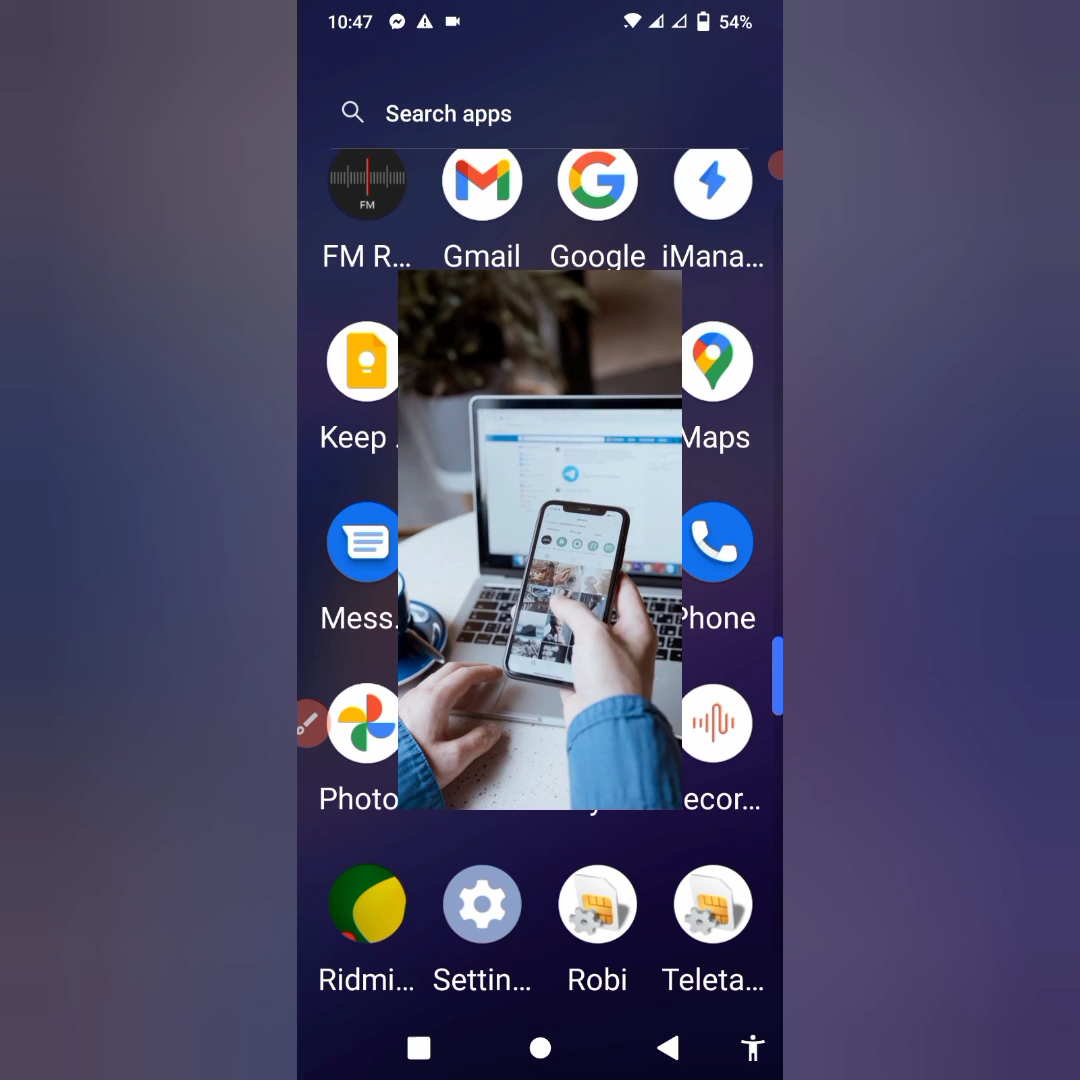 10:47 54%
Search apps
FM
FM R... Gmail Google iMana...
Keep . Maps
Mess. Phone
Photo ecor...
Ridmi... Settin... Robi Teleta...